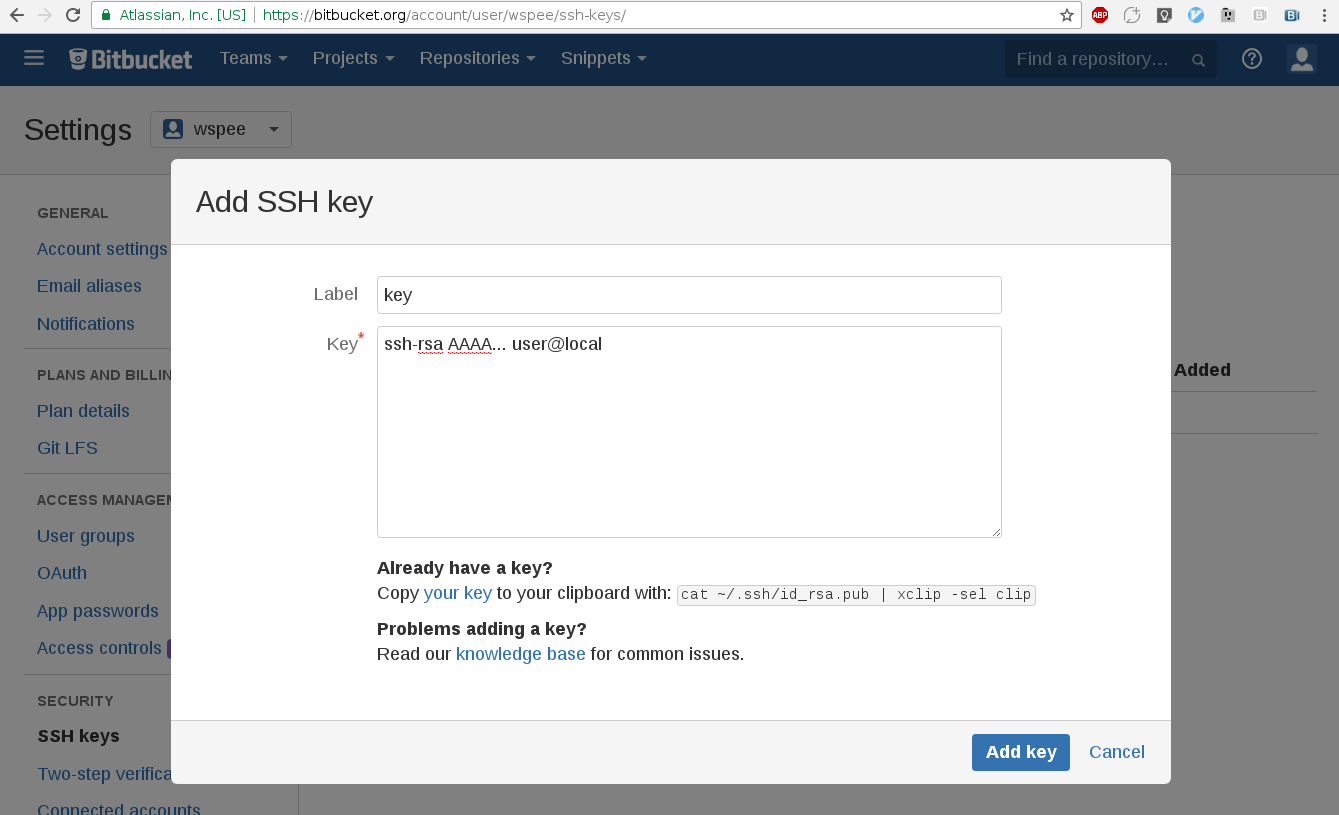 Atlassian, Inc. [US] https://bitbucket.org/account/user/wspee/ssh-keys/
ABP
Bitbucket Teams Projects Repositories Snippets Find a repository…
Settings wspee
Add SSH key
GENERAL
Account settings
Email aliases
Notifications
PLANS AND BILLIN
Plan details
Git LFS
ACCESS MANAGEM
User groups
OAuth
App passwords
Access controls
SECURITY
SSH keys
Two-step verifica
Connected accounts
Label key
Key* ssh-rsa AAAA... user@local
Added
Already have a key?
Copy your key to your clipboard with: cat ~/.ssh/id_rsa.pub | xclip -sel clip
Problems adding a key?
Read our knowledge base for common issues.
Add key Cancel